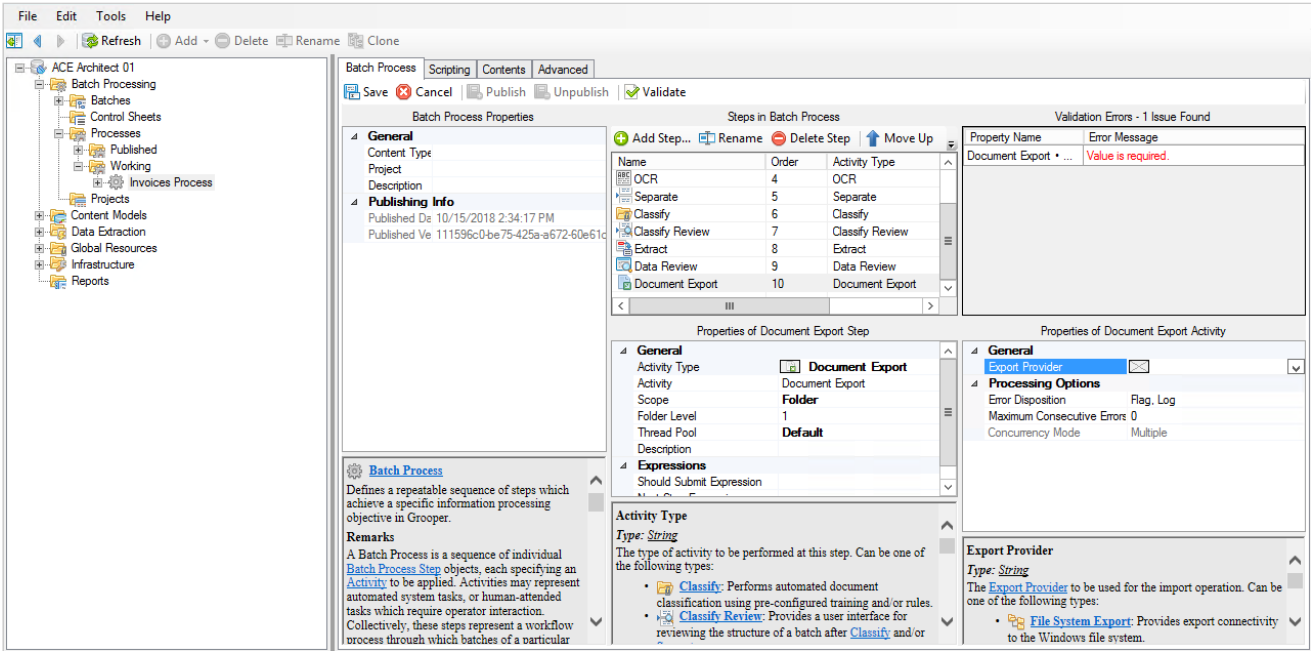 File Edit Tools Help
Refresh Add Delete Rename Clone
ACE Architect 01
Batch Processing
Batches
Control Sheets
Processes
Published
Working
Invoices Process
Projects
Content Models
Data Extraction
Global Resources
Infrastructure
Reports
Batch Process Scripting Contents Advanced
Save Cancel Publish Unpublish Validate
Batch Process Properties
General
Content Type
Project
Description
Publishing Info
Published Da 10/15/2018 2:34:17 PM
Published Ve 111596c0-be75-425a-a672-60e61c
Batch Process
Defines a repeatable sequence of steps which
achieve a specific information processing
objective in Grooper.
Remarks
A Batch Process is a sequence of individual
Batch Process Step objects, each specifying an
Activity to be applied. Activities may represent
automated system tasks, or human-attended
tasks which require operator interaction.
Collectively, these steps represent a workflow
process through which batches of a particular
Steps in Batch Process
Add Step... Rename Delete Step Move Up
Name Order Activity Type
OCR 4 OCR
Separate 5 Separate
Classify 6 Classify
Classify Review 7 Classify Review
Extract 8 Extract
Data Review 9 Data Review
Document Export 10 Document Export
Properties of Document Export Step
General
Activity Type Document Export
Activity Document Export
Scope Folder
Folder Level 1
Thread Pool Default
Description
Expressions
Should Submit Expression
Activity Type
Type: String
The type of activity to be performed at this step. Can be one of
the following types:
• Classify: Performs automated document
classification using pre-configured training and/or rules.
• Classify Review: Provides a user interface for
reviewing the structure of a batch after Classify and/or
Validation Errors - 1 Issue Found
Property Name Error Message
Document Export • ... Value is required.
Properties of Document Export Activity
General
Export Provider
Processing Options
Error Disposition Flag, Log
Maximum Consecutive Errors 0
Concurrency Mode Multiple
Export Provider
Type: String
The Export Provider to be used for the import operation. Can be
one of the following types:
• File System Export: Provides export connectivity
to the Windows file system.